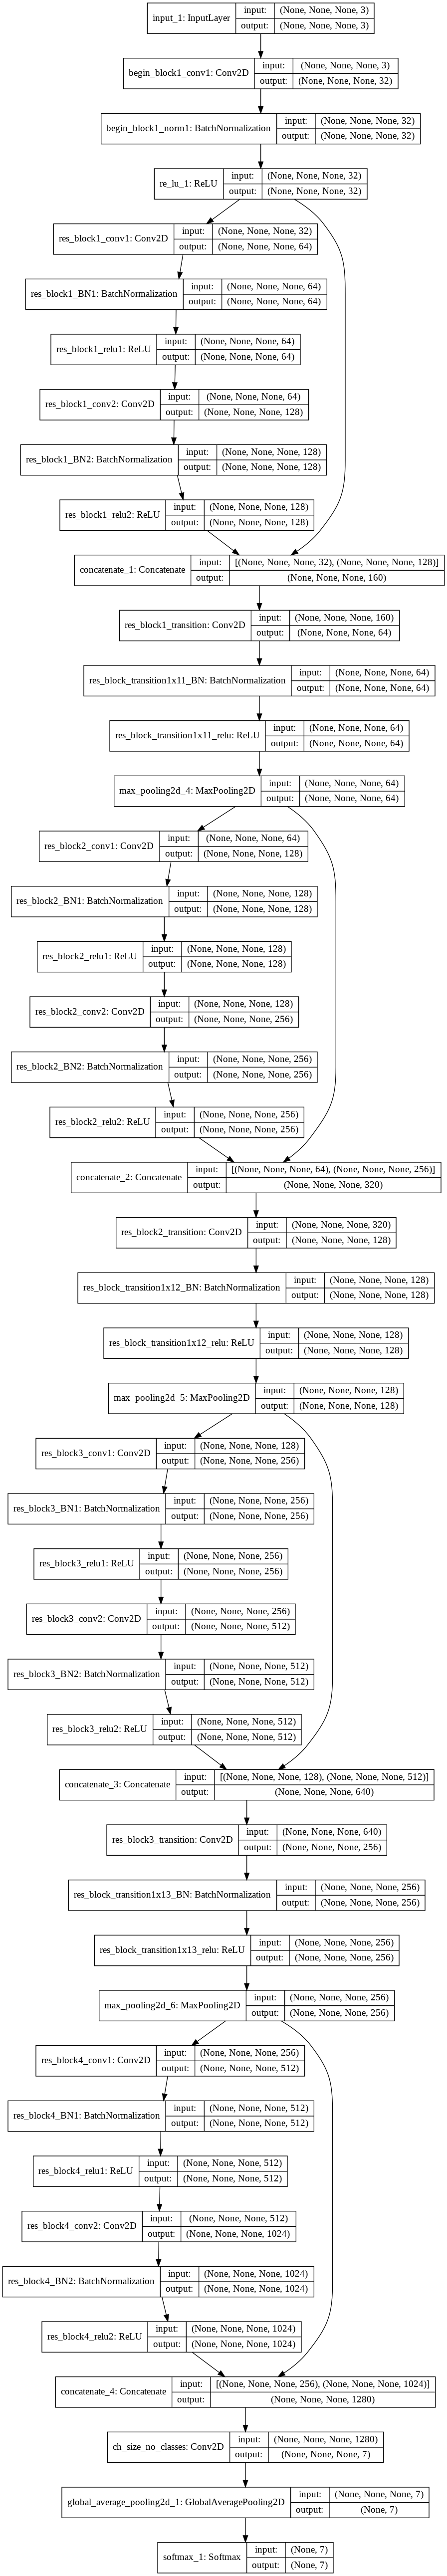 input_1: InputLayer input: (None, None, None, 3)
output: (None, None, None, 3)
begin_block1_conv1: Conv2D input: (None, None, None, 3)
output: (None, None, None, 32)
begin_block1_norm1: BatchNormalization input: (None, None, None, 32)
output: (None, None, None, 32)
re_lu_1: ReLU input: (None, None, None, 32)
output: (None, None, None, 32)
res_block1_conv1: Conv2D input: (None, None, None, 32)
output: (None, None, None, 64)
res_block1_BN1: BatchNormalization input: (None, None, None, 64)
output: (None, None, None, 64)
res_block1_relu1: ReLU input: (None, None, None, 64)
output: (None, None, None, 64)
res_block1_conv2: Conv2D input: (None, None, None, 64)
output: (None, None, None, 128)
res_block1_BN2: BatchNormalization input: (None, None, None, 128)
output: (None, None, None, 128)
res_block1_relu2: ReLU input: (None, None, None, 128)
output: (None, None, None, 128)
concatenate_1: Concatenate input: [(None, None, None, 32), (None, None, None, 128)]
output: (None, None, None, 160)
res_block1_transition: Conv2D input: (None, None, None, 160)
output: (None, None, None, 64)
res_block_transition1x11_BN: BatchNormalization input: (None, None, None, 64)
output: (None, None, None, 64)
res_block_transition1x11_relu: ReLU input: (None, None, None, 64)
output: (None, None, None, 64)
max_pooling2d_4: MaxPooling2D input: (None, None, None, 64)
output: (None, None, None, 64)
res_block2_conv1: Conv2D input: (None, None, None, 64)
output: (None, None, None, 128)
res_block2_BN1: BatchNormalization input: (None, None, None, 128)
output: (None, None, None, 128)
res_block2_relu1: ReLU input: (None, None, None, 128)
output: (None, None, None, 128)
res_block2_conv2: Conv2D input: (None, None, None, 128)
output: (None, None, None, 256)
res_block2_BN2: BatchNormalization input: (None, None, None, 256)
output: (None, None, None, 256)
res_block2_relu2: ReLU input: (None, None, None, 256)
output: (None, None, None, 256)
concatenate_2: Concatenate input: [(None, None, None, 64), (None, None, None, 256)]
output: (None, None, None, 320)
res_block2_transition: Conv2D input: (None, None, None, 320)
output: (None, None, None, 128)
res_block_transition1x12_BN: BatchNormalization input: (None, None, None, 128)
output: (None, None, None, 128)
res_block_transition1x12_relu: ReLU input: (None, None, None, 128)
output: (None, None, None, 128)
max_pooling2d_5: MaxPooling2D input: (None, None, None, 128)
output: (None, None, None, 128)
res_block3_conv1: Conv2D input: (None, None, None, 128)
output: (None, None, None, 256)
res_block3_BN1: BatchNormalization input: (None, None, None, 256)
output: (None, None, None, 256)
res_block3_relu1: ReLU input: (None, None, None, 256)
output: (None, None, None, 256)
res_block3_conv2: Conv2D input: (None, None, None, 256)
output: (None, None, None, 512)
res_block3_BN2: BatchNormalization input: (None, None, None, 512)
output: (None, None, None, 512)
res_block3_relu2: ReLU input: (None, None, None, 512)
output: (None, None, None, 512)
concatenate_3: Concatenate input: [(None, None, None, 128), (None, None, None, 512)]
output: (None, None, None, 640)
res_block3_transition: Conv2D input: (None, None, None, 640)
output: (None, None, None, 256)
res_block_transition1x13_BN: BatchNormalization input: (None, None, None, 256)
output: (None, None, None, 256)
res_block_transition1x13_relu: ReLU input: (None, None, None, 256)
output: (None, None, None, 256)
max_pooling2d_6: MaxPooling2D input: (None, None, None, 256)
output: (None, None, None, 256)
res_block4_conv1: Conv2D input: (None, None, None, 256)
output: (None, None, None, 512)
res_block4_BN1: BatchNormalization input: (None, None, None, 512)
output: (None, None, None, 512)
res_block4_relu1: ReLU input: (None, None, None, 512)
output: (None, None, None, 512)
res_block4_conv2: Conv2D input: (None, None, None, 512)
output: (None, None, None, 1024)
res_block4_BN2: BatchNormalization input: (None, None, None, 1024)
output: (None, None, None, 1024)
res_block4_relu2: ReLU input: (None, None, None, 1024)
output: (None, None, None, 1024)
concatenate_4: Concatenate input: [(None, None, None, 256), (None, None, None, 1024)]
output: (None, None, None, 1280)
ch_size_no_classes: Conv2D input: (None, None, None, 1280)
output: (None, None, None, 7)
global_average_pooling2d_1: GlobalAveragePooling2D input: (None, None, None, 7)
output: (None, 7)
softmax_1: Softmax input: (None, 7)
output: (None, 7)